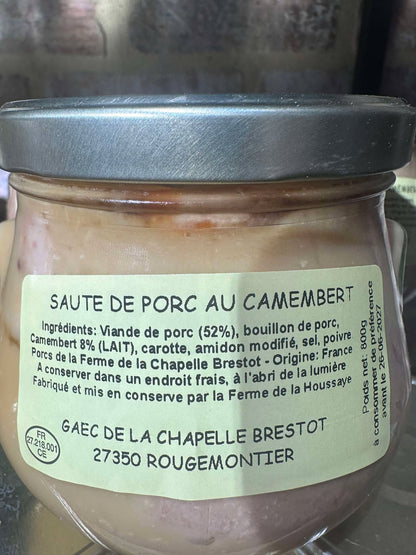 SAUTE DE PORC AU CAMEMBERT
Ingrédients: Viande de porc (52%), bouillon de porc,
Camembert 8% (LAIT), carotte, amidon modifié, sel, poivre
Porcs de la Ferme de la Chapelle Brestot - Origine: France
A conserver dans un endroit frais, à l'abri de la lumière
Fabriqué et mis en conserve par la Ferme de la Houssaye
GAEC DE LA CHAPELLE BRESTOT
27350 ROUGEMONTIER
FR
27.218.001
CE
Poids net: 800g
à consommer de préférence
avant le 26-06-2027